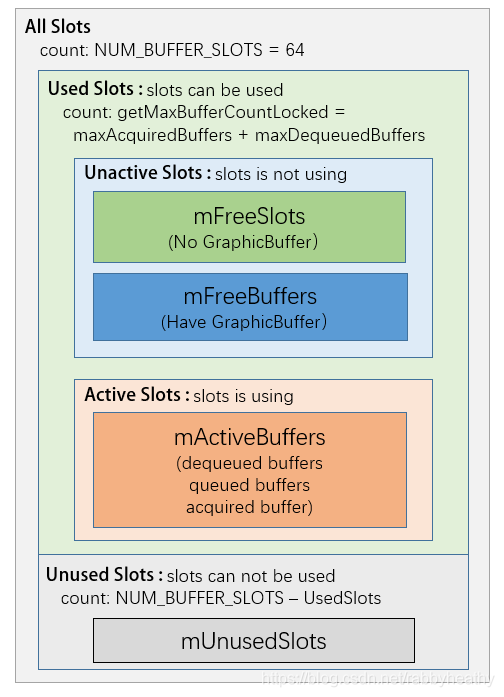 All Slots
count: NUM_BUFFER_SLOTS = 64
Used Slots : slots can be used
count: getMaxBufferCountLocked =
maxAcquiredBuffers + maxDequeuedBuffers
Unactive Slots : slots is not using
mFreeSlots
(No GraphicBuffer)
mFreeBuffers
(Have GraphicBuffer)
Active Slots : slots is using
mActiveBuffers
(dequeued buffers
queued buffers
acquired buffer)
Unused Slots : slots can not be used
count: NUM_BUFFER_SLOTS – UsedSlots
mUnusedSlots
https://blog.csdn.net/rabbyheathy